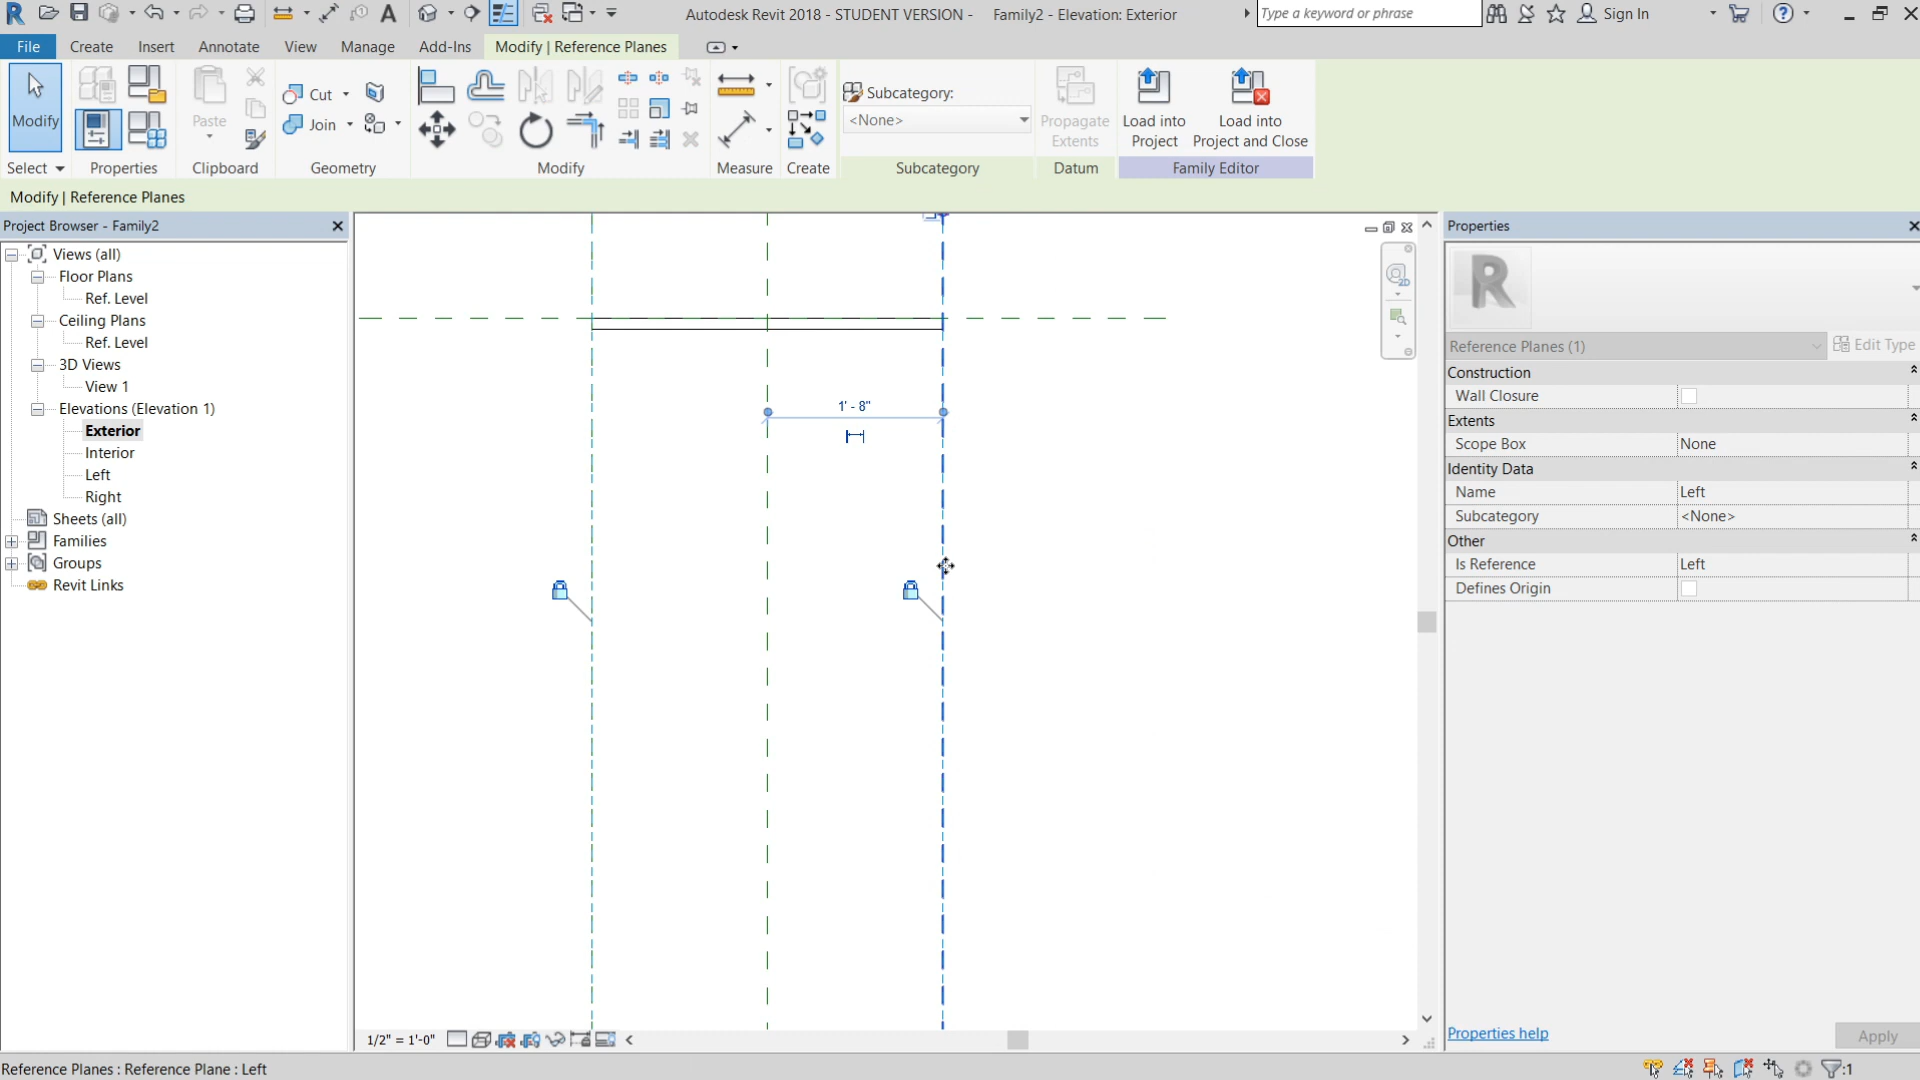 Autodesk Revit 2018 - STUDENT VERSION - Family2 - Elevation: Exterior
Type a keyword or phrase
Sign In
File
Create
Insert
Annotate
View
Manage
Add-Ins
Modify | Reference Planes
Modify
Paste
Cut
Join
Subcategory:
<None>
Propagate
Extents
Load into
Project
Load into
Project and Close
Select
Properties
Clipboard
Geometry
Modify
Measure
Create
Subcategory
Datum
Family Editor
Modify | Reference Planes
Project Browser - Family2
Views (all)
Floor Plans
Ref. Level
Ceiling Plans
Ref. Level
3D Views
View 1
Elevations (Elevation 1)
Exterior
Interior
Left
Right
Sheets (all)
Families
Groups
Revit Links
2D
1' - 8"
1/2" = 1'-0"
Properties
Reference Planes (1)
Edit Type
Construction
Wall Closure
Extents
Scope Box None
Identity Data
Name Left
Subcategory <None>
Other
Is Reference Left
Defines Origin
Properties help
Apply
Reference Planes : Reference Plane : Left
:1